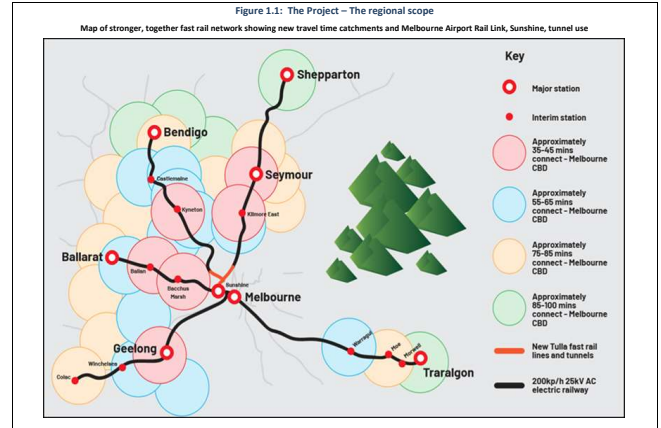 Figure 1.1: The Project – The regional scope
Map of stronger, together fast rail network showing new travel time catchments and Melbourne Airport Rail Link, Sunshine, tunnel use
Shepparton
Bendigo
Castlemaine
Seymour
Kyneton
Kilmore East
Ballarat
Ballan
Bacchus
Marsh
Sunshine
Melbourne
Geelong
Winchelsea
Colac
Warragul
Moe
Morwell
Traralgon
Key
Major station
Interim station
Approximately
35-45 mins
connect - Melbourne
CBD
Approximately
55-65 mins
connect - Melbourne
CBD
Approximately
75-85 mins
connect - Melbourne
CBD
Approximately
85-100 mins
connect - Melbourne
CBD
New Tulla fast rail
lines and tunnels
200kp/h 25kV AC
electric railway